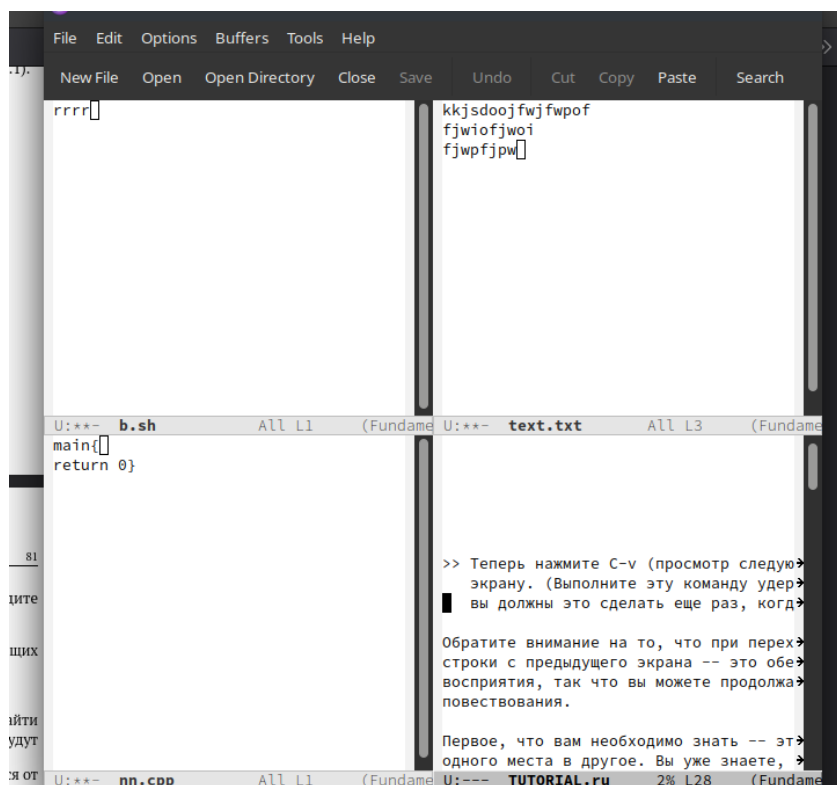 File Edit Options Buffers Tools Help
New File Open Open Directory Close Save Undo Cut Copy Paste Search
rrrr
U:**- b.sh All L1 (Fundame
kkjsdoojfwjfwpof
fjwiofjwoi
fjwpfjpw
U:**- text.txt All L3 (Fundame
main{
return 0}
U:**- nn.cpp All L1 (Fundame
>> Теперь нажмите C-v (просмотр следую
экрану. (Выполните эту команду удер
вы должны это сделать еще раз, когд
Обратите внимание на то, что при перех
строки с предыдущего экрана -- это обе
восприятия, так что вы можете продолжа
повествования.
Первое, что вам необходимо знать -- эт
одного места в другое. Вы уже знаете,
U:--- TUTORIAL.ru 2% L28 (Fundame
81
дите
щих
айти
удут
ся от